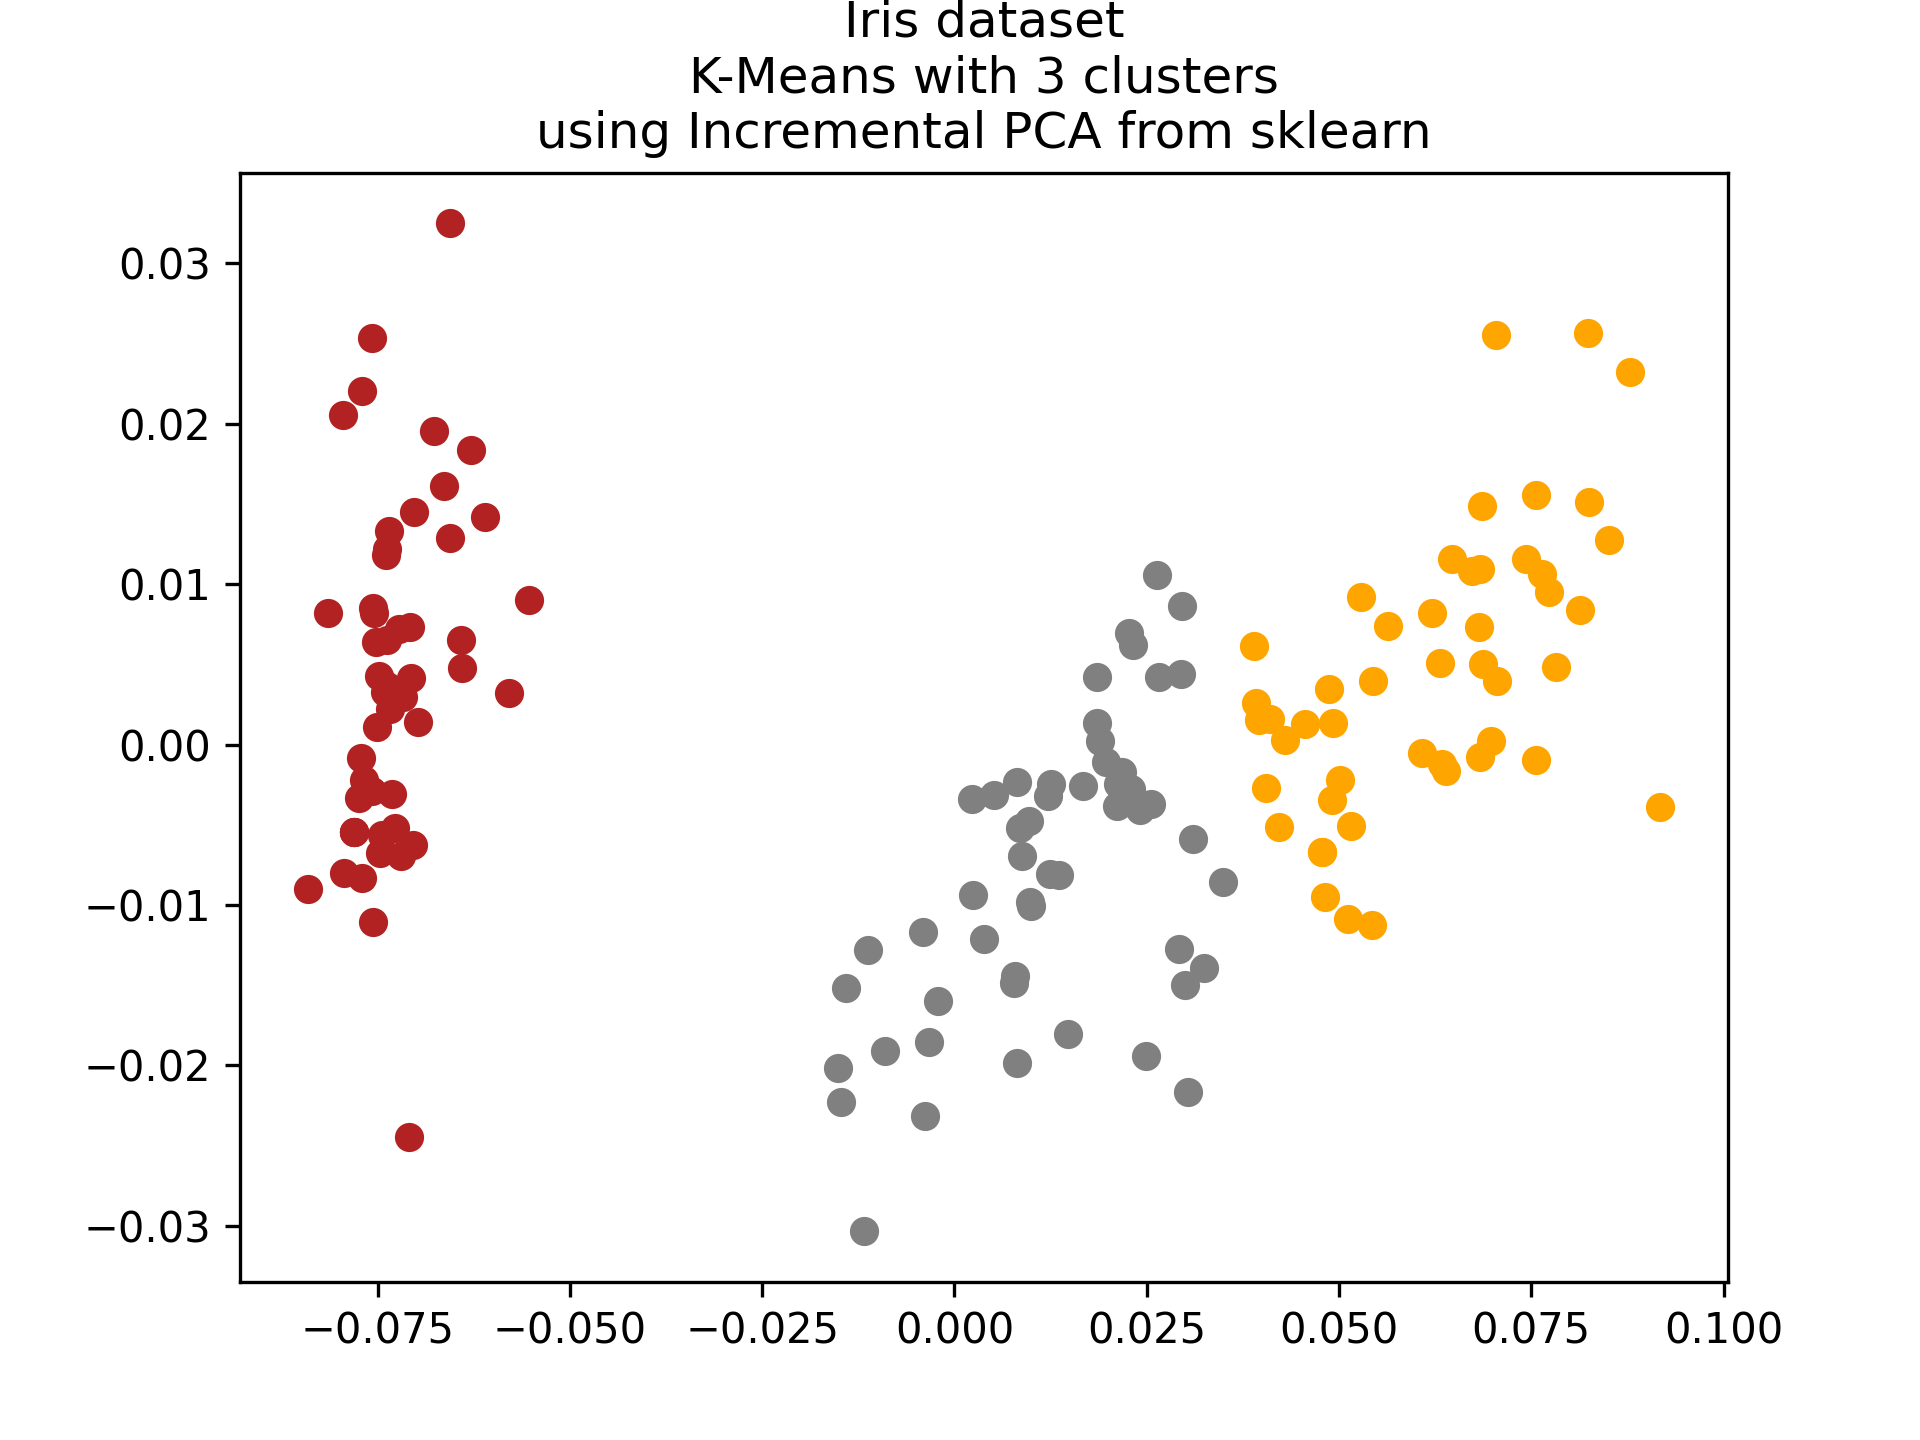 Iris dataset
K-Means with 3 clusters
using Incremental PCA from sklearn
0.03
0.02
0.01
0.00
−0.01
−0.02
−0.03
−0.075 −0.050 −0.025 0.000 0.025 0.050 0.075 0.100